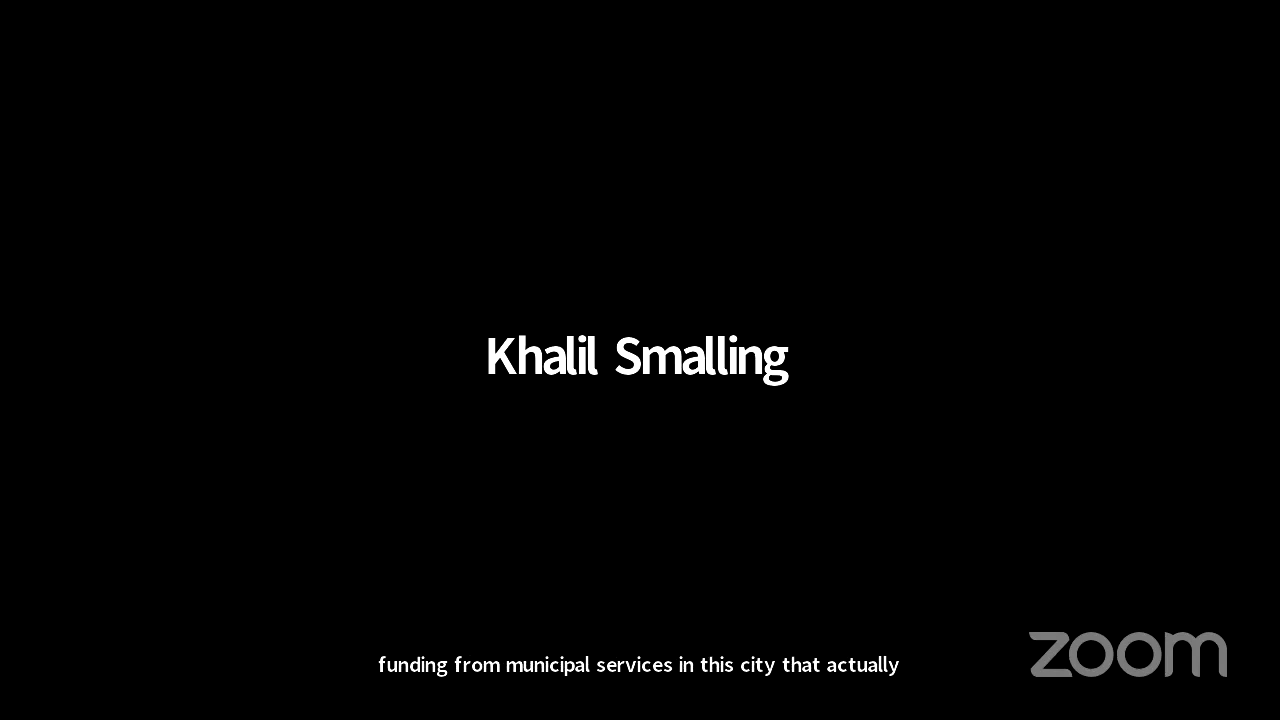 Khalil Smalling
funding from municipal services in this city that actually
zoom